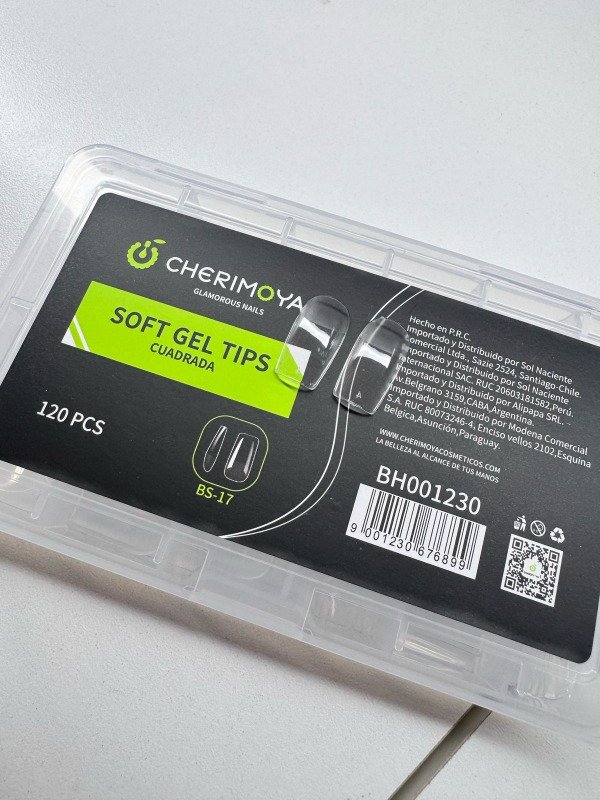 CHERIMOYA
GLAMOROUS NAILS
SOFT GEL TIPS
CUADRADA
120 PCS
BS-17
Hecho en P.R.C.
Importado y Distribuido por Sol Naciente
Comercial Ltda., Sazie 2524, Santiago-Chile.
Importado y Distribuido por Sol Naciente
International SAC. RUC 20603181582,Perú.
Importado y Distribuido por Alipapa SRL. -
Av. Belgrano 3159,CABA,Argentina.
Importado y Distribuido por Modena Comercial
S.A. RUC 80073246-4, Enciso vellos 2102,Esquina
Belgica,Asunción,Paraguay.
WWW.CHERIMOYACOSMETICOS.COM
LA BELLEZA AL ALCANCE DE TUS MANOS
BH001230
9 001230 676899